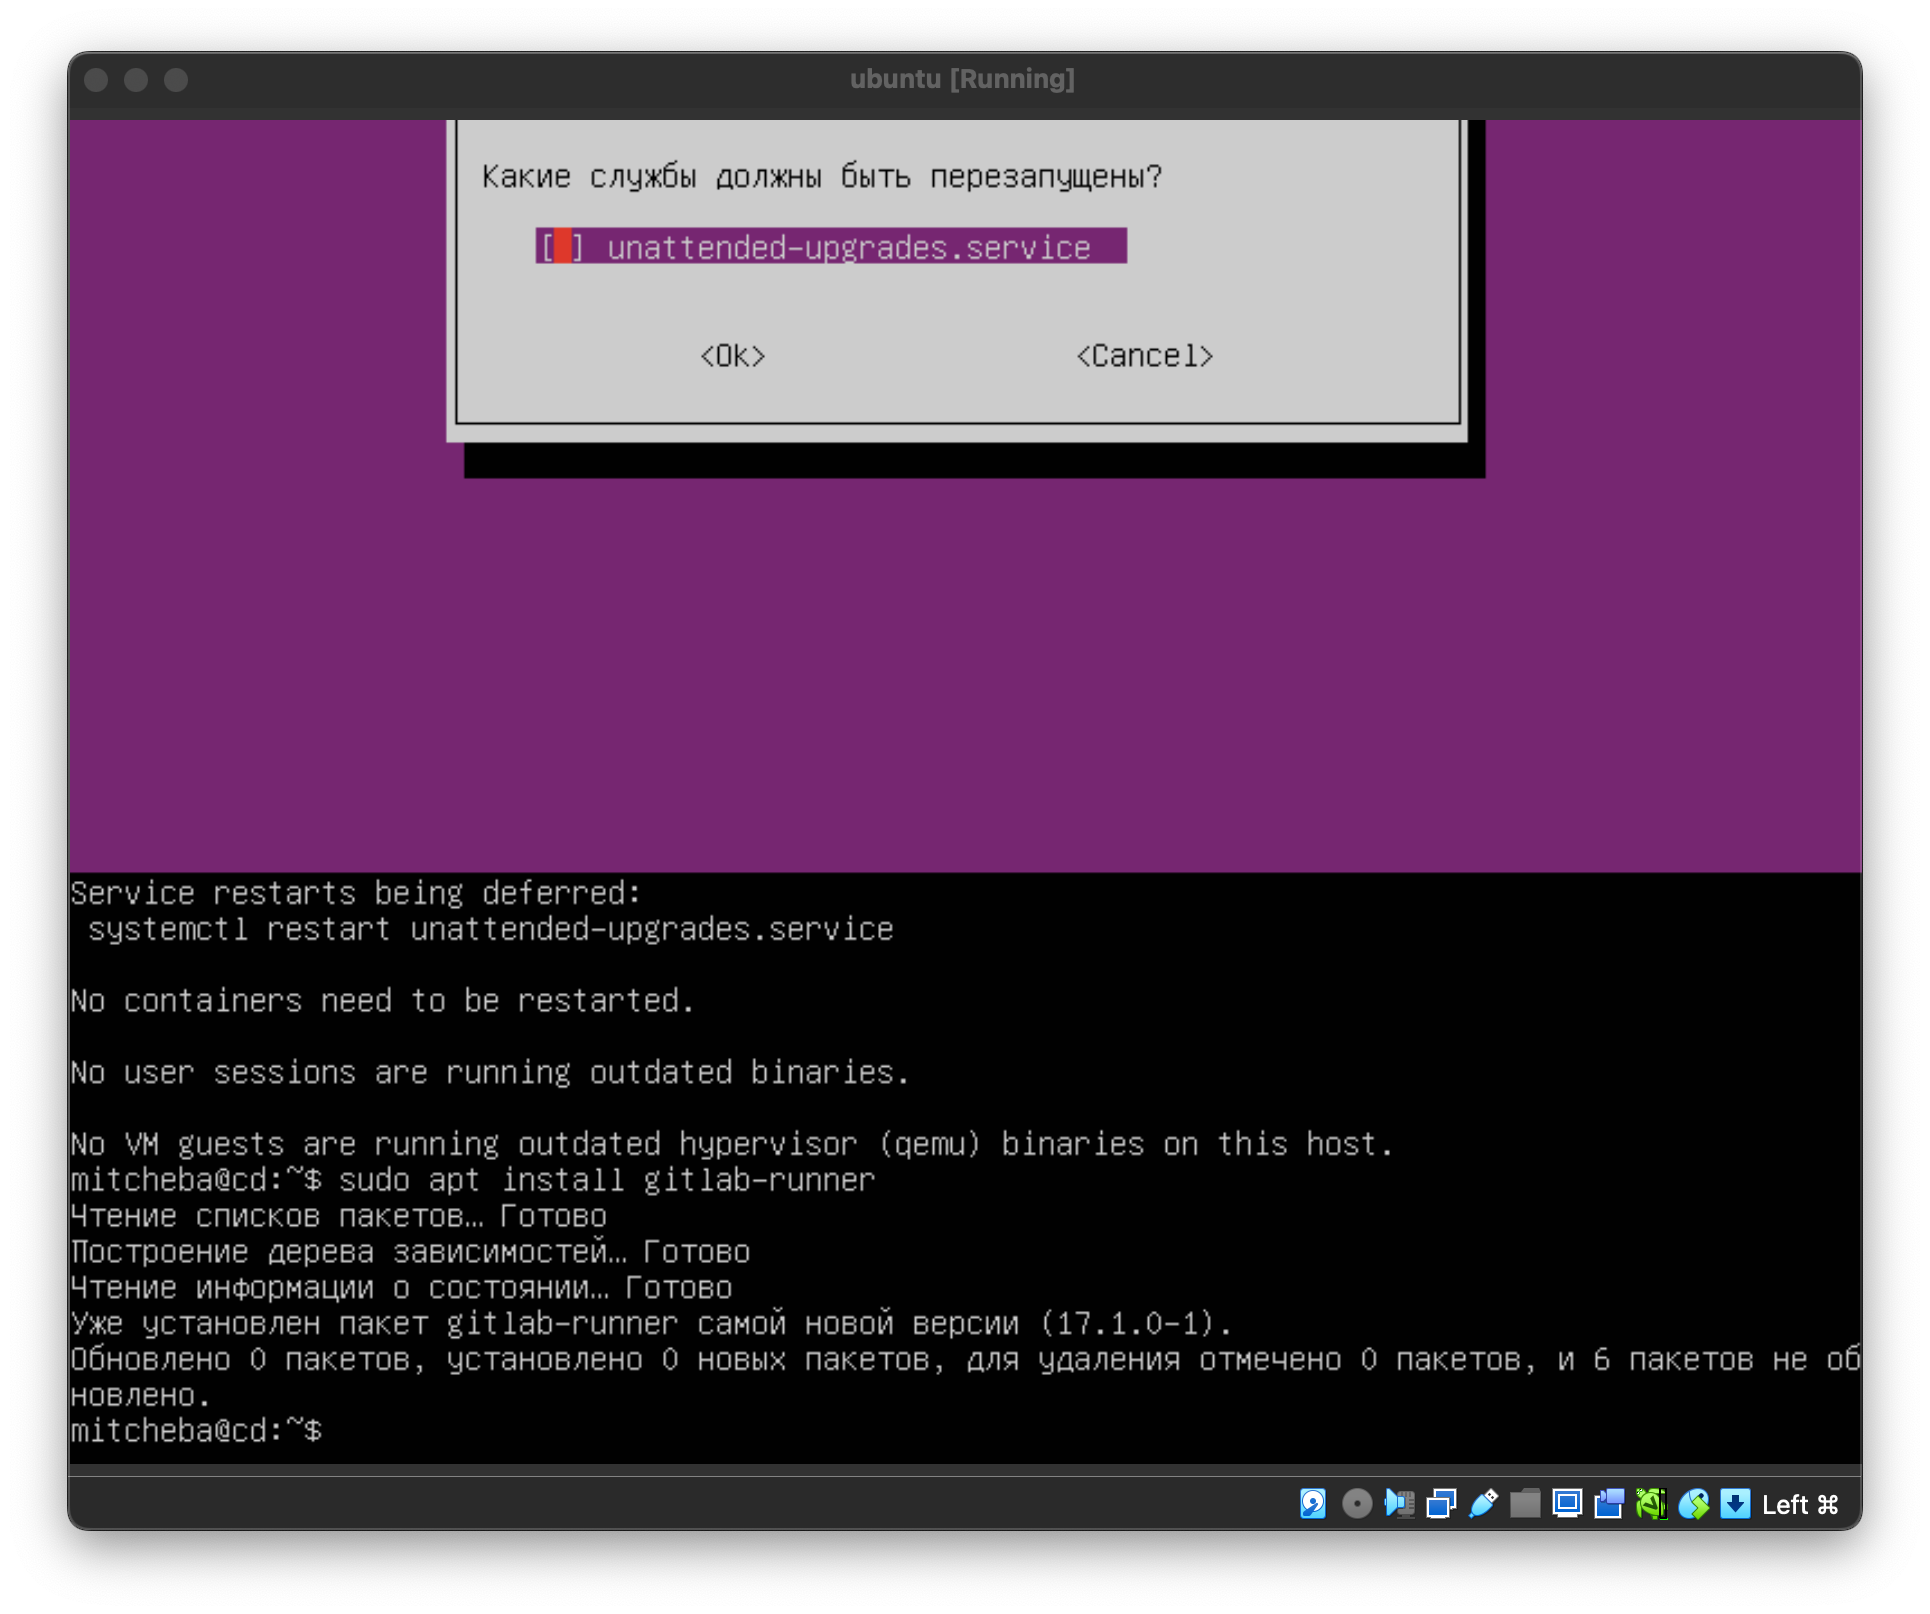 ubuntu [Running]
Какие службы должны быть перезапущены?
[ ] unattended-upgrades.service
<Ok> <Cancel>
Service restarts being deferred:
systemctl restart unattended-upgrades.service
No containers need to be restarted.
No user sessions are running outdated binaries.
No VM guests are running outdated hypervisor (qemu) binaries on this host.
mitcheba@cd:~$ sudo apt install gitlab-runner
Чтение списков пакетов… Готово
Построение дерева зависимостей… Готово
Чтение информации о состоянии… Готово
Уже установлен пакет gitlab-runner самой новой версии (17.1.0-1).
Обновлено 0 пакетов, установлено 0 новых пакетов, для удаления отмечено 0 пакетов, и 6 пакетов не об
новлено.
mitcheba@cd:~$
Left ⌘